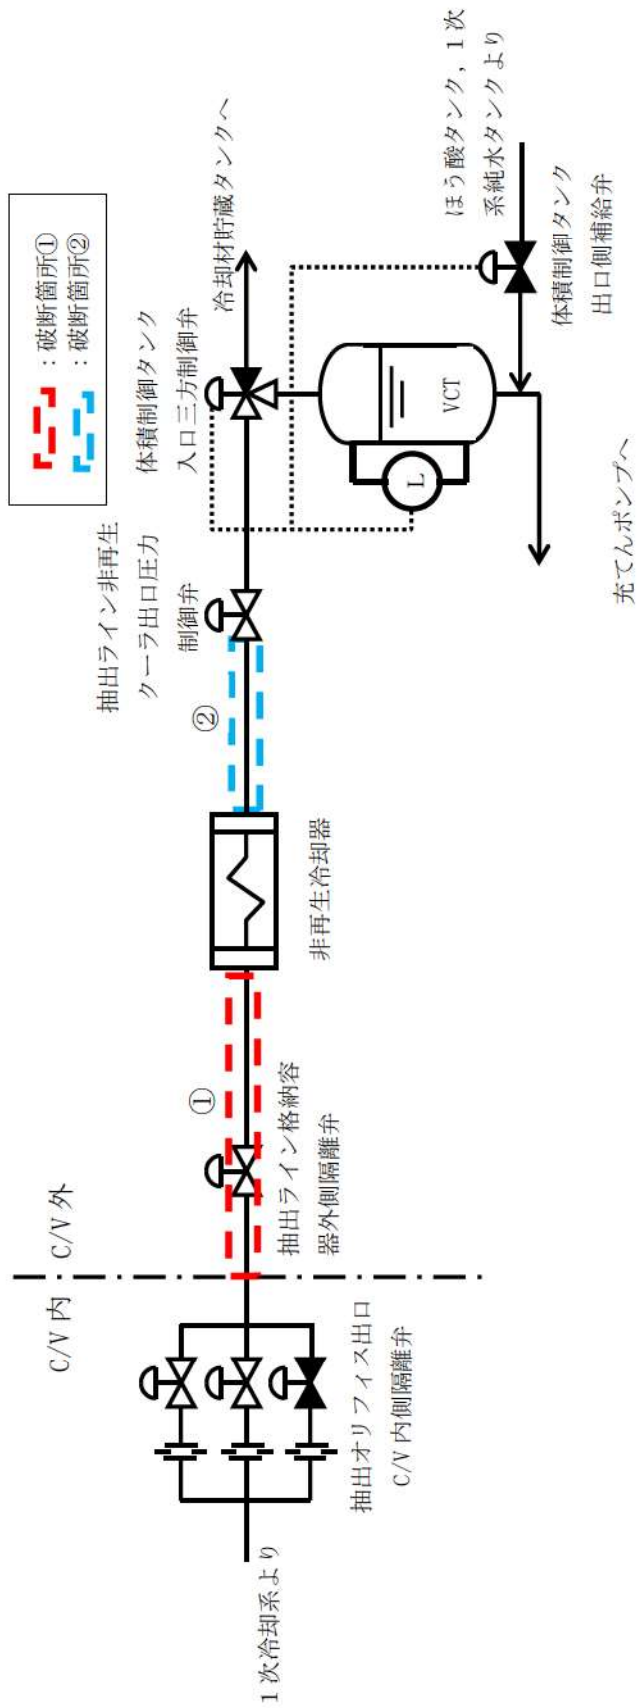 ：破断箇所①
：破断箇所②
C/V内
C/V外
1次冷却系より
抽出オリフィス出口
C/V内側隔離弁
①
抽出ライン格納容
器外側隔離弁
非再生冷却器
②
抽出ライン非再生
クーラ出口圧力
制御弁
体積制御タンク
入口三方制御弁
冷却材貯蔵タンクへ
L
VCT
ほう酸タンク，1次
系純水タンクより
体積制御タンク
出口側補給弁
充てんポンプへ